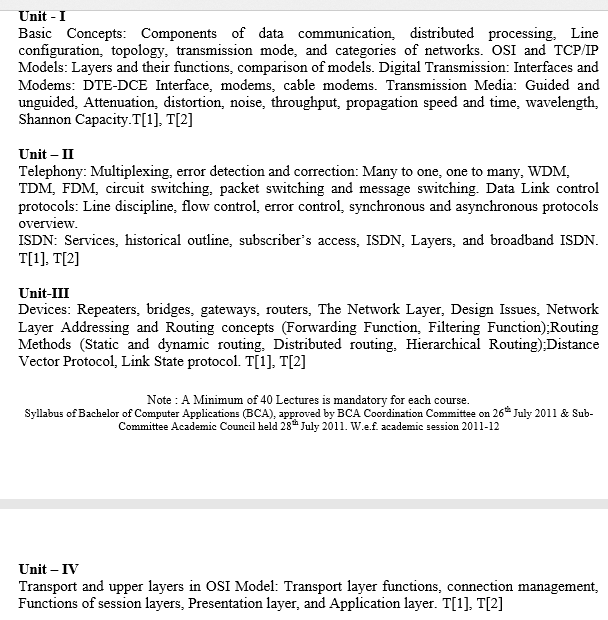 Unit - I
Basic Concepts: Components of data communication, distributed processing, Line
configuration, topology, transmission mode, and categories of networks. OSI and TCP/IP
Models: Layers and their functions, comparison of models. Digital Transmission: Interfaces and
Modems: DTE-DCE Interface, modems, cable modems. Transmission Media: Guided and
unguided, Attenuation, distortion, noise, throughput, propagation speed and time, wavelength,
Shannon Capacity.T[1], T[2]
Unit – II
Telephony: Multiplexing, error detection and correction: Many to one, one to many, WDM,
TDM, FDM, circuit switching, packet switching and message switching. Data Link control
protocols: Line discipline, flow control, error control, synchronous and asynchronous protocols
overview.
ISDN: Services, historical outline, subscriber’s access, ISDN, Layers, and broadband ISDN.
T[1], T[2]
Unit-III
Devices: Repeaters, bridges, gateways, routers, The Network Layer, Design Issues, Network
Layer Addressing and Routing concepts (Forwarding Function, Filtering Function);Routing
Methods (Static and dynamic routing, Distributed routing, Hierarchical Routing);Distance
Vector Protocol, Link State protocol. T[1], T[2]
Note : A Minimum of 40 Lectures is mandatory for each course.
Syllabus of Bachelor of Computer Applications (BCA), approved by BCA Coordination Committee on 26th July 2011 & Sub-
Committee Academic Council held 28th July 2011. W.e.f. academic session 2011-12
Unit – IV
Transport and upper layers in OSI Model: Transport layer functions, connection management,
Functions of session layers, Presentation layer, and Application layer. T[1], T[2]